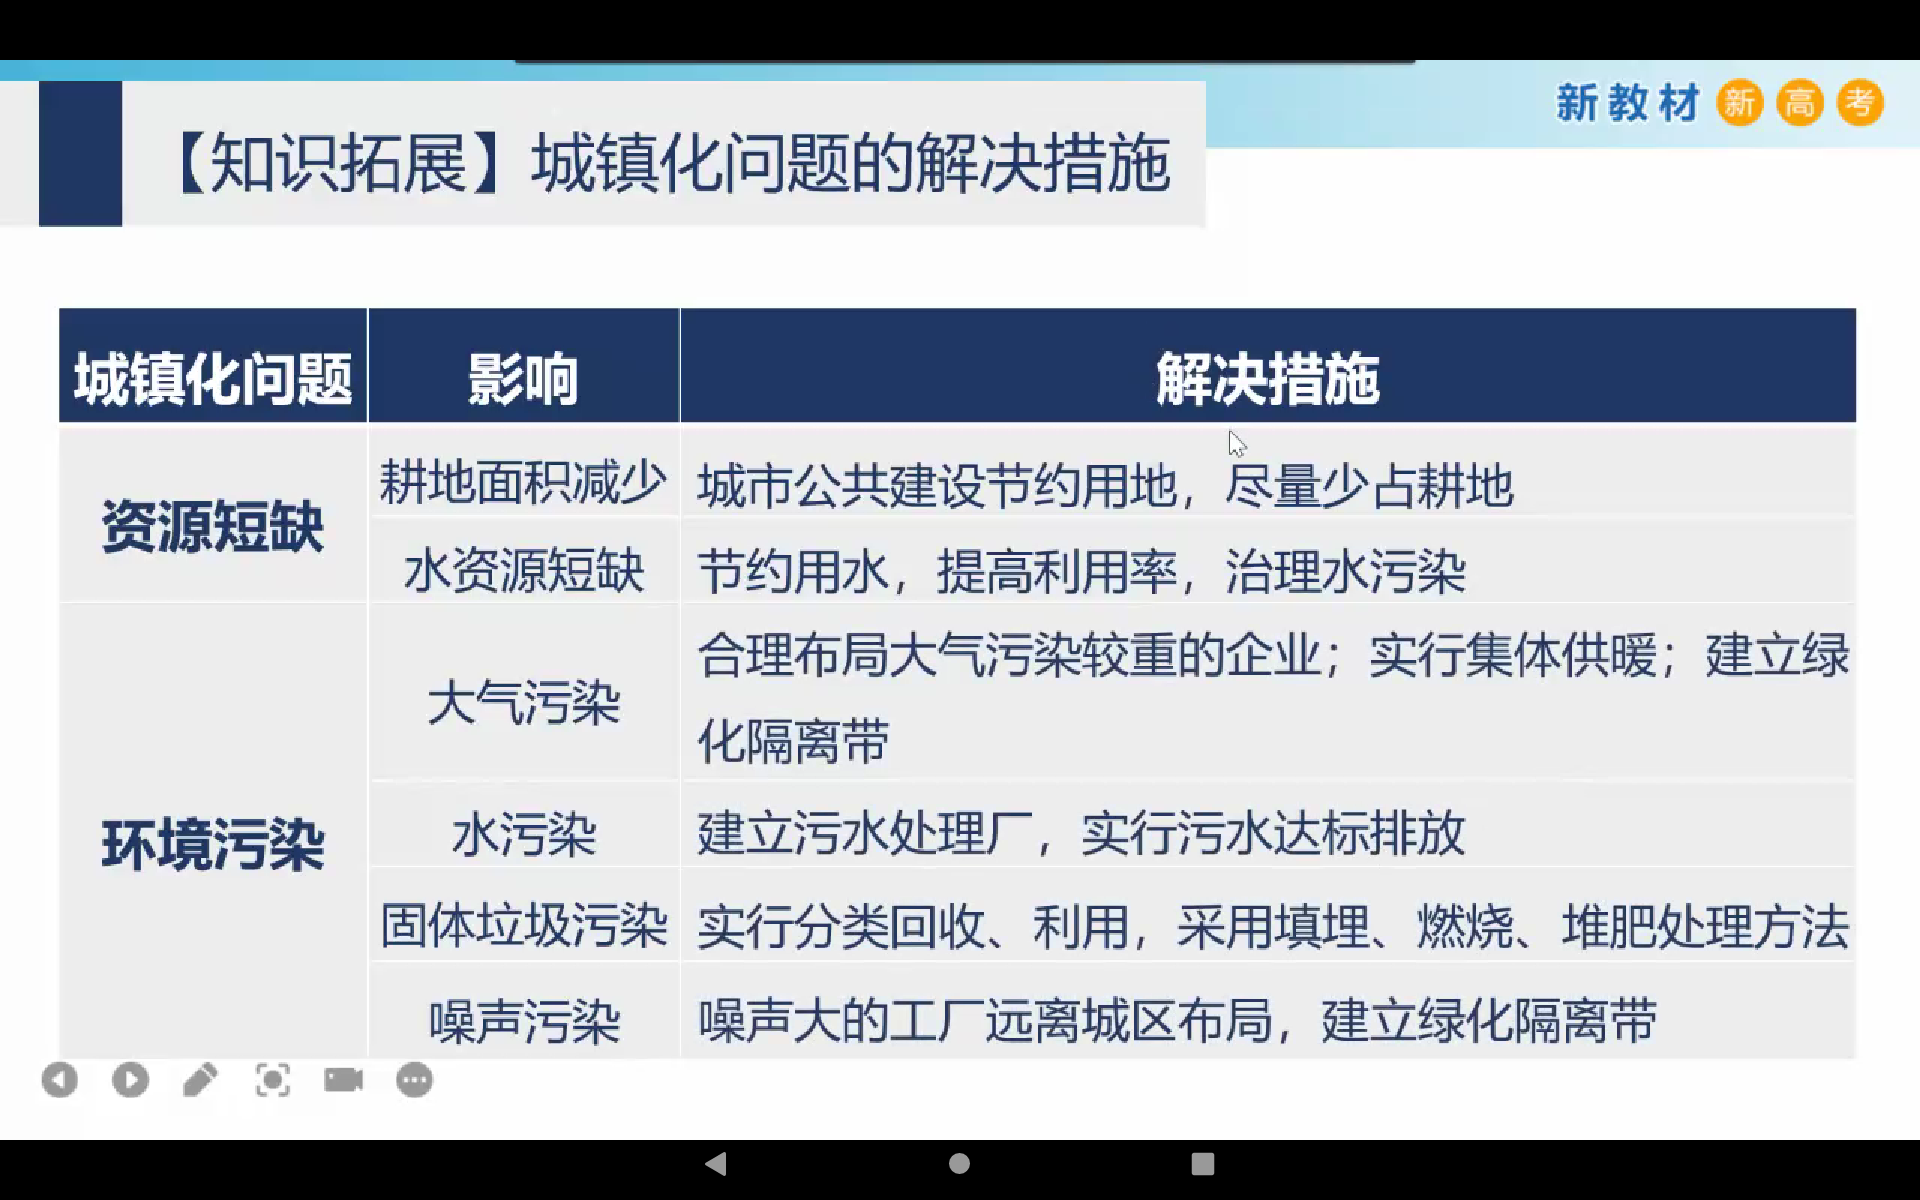 新教材 新 高 考
【知识拓展】城镇化问题的解决措施
城镇化问题 影响 解决措施
资源短缺
耕地面积减少 城市公共建设节约用地，尽量少占耕地
水资源短缺 节约用水，提高利用率，治理水污染
环境污染
大气污染 合理布局大气污染较重的企业；实行集体供暖；建立绿
化隔离带
水污染 建立污水处理厂，实行污水达标排放
固体垃圾污染 实行分类回收、利用，采用填埋、燃烧、堆肥处理方法
噪声污染 噪声大的工厂远离城区布局，建立绿化隔离带